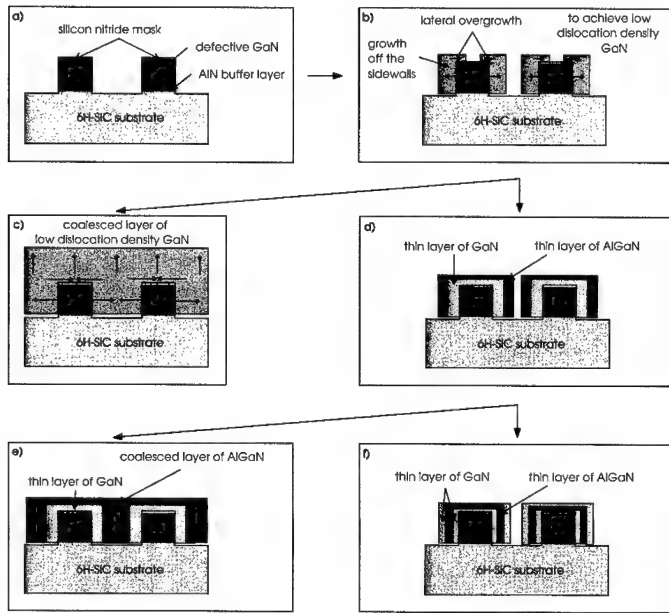 a)
silicon nitride mask
defective GaN
AlN buffer layer
6H-SiC substrate
b)
lateral overgrowth
to achieve low
dislocation density
GaN
growth
off the
sidewalls
6H-SiC substrate
c)
coalesced layer of
low dislocation density GaN
6H-SiC substrate
d)
thin layer of GaN
thin layer of AlGaN
6H-SiC substrate
e)
coalesced layer of AlGaN
thin layer of GaN
6H-SiC substrate
f)
thin layer of GaN
thin layer of AlGaN
6H-SiC substrate